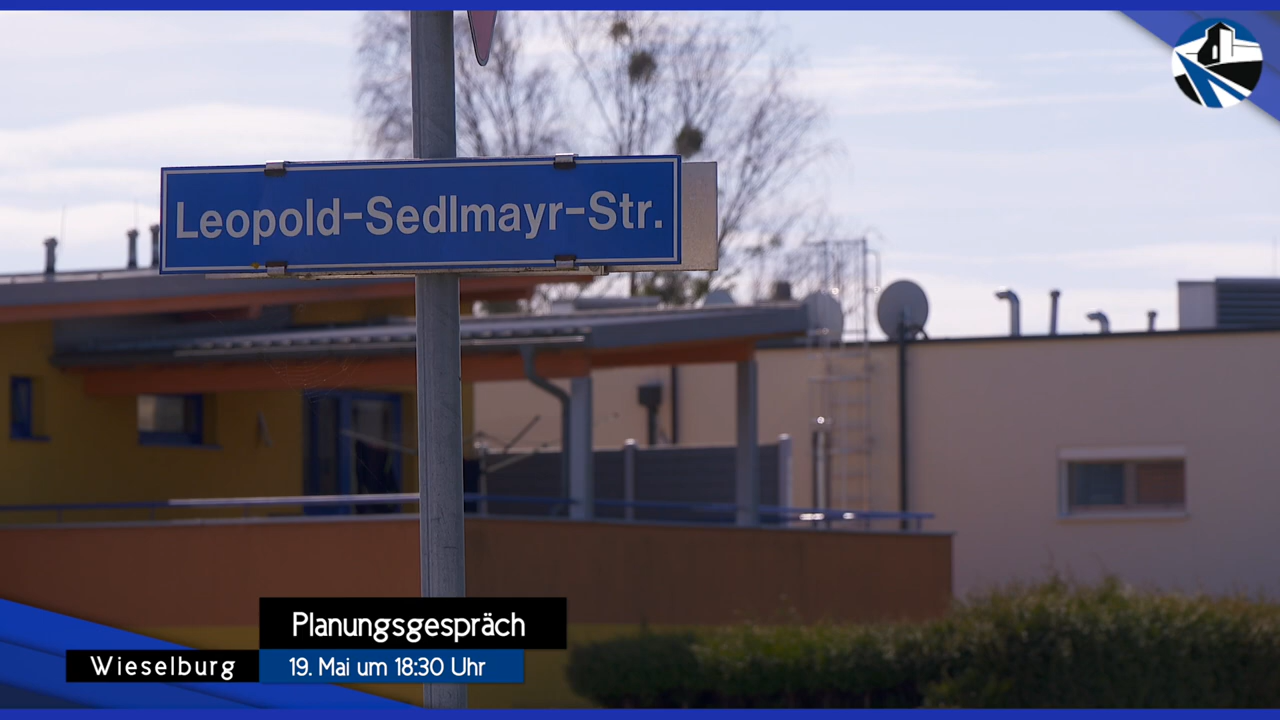 Leopold-Sedlmayr-Str.
Planungsgespräch
Wieselburg
19. Mai um 18:30 Uhr